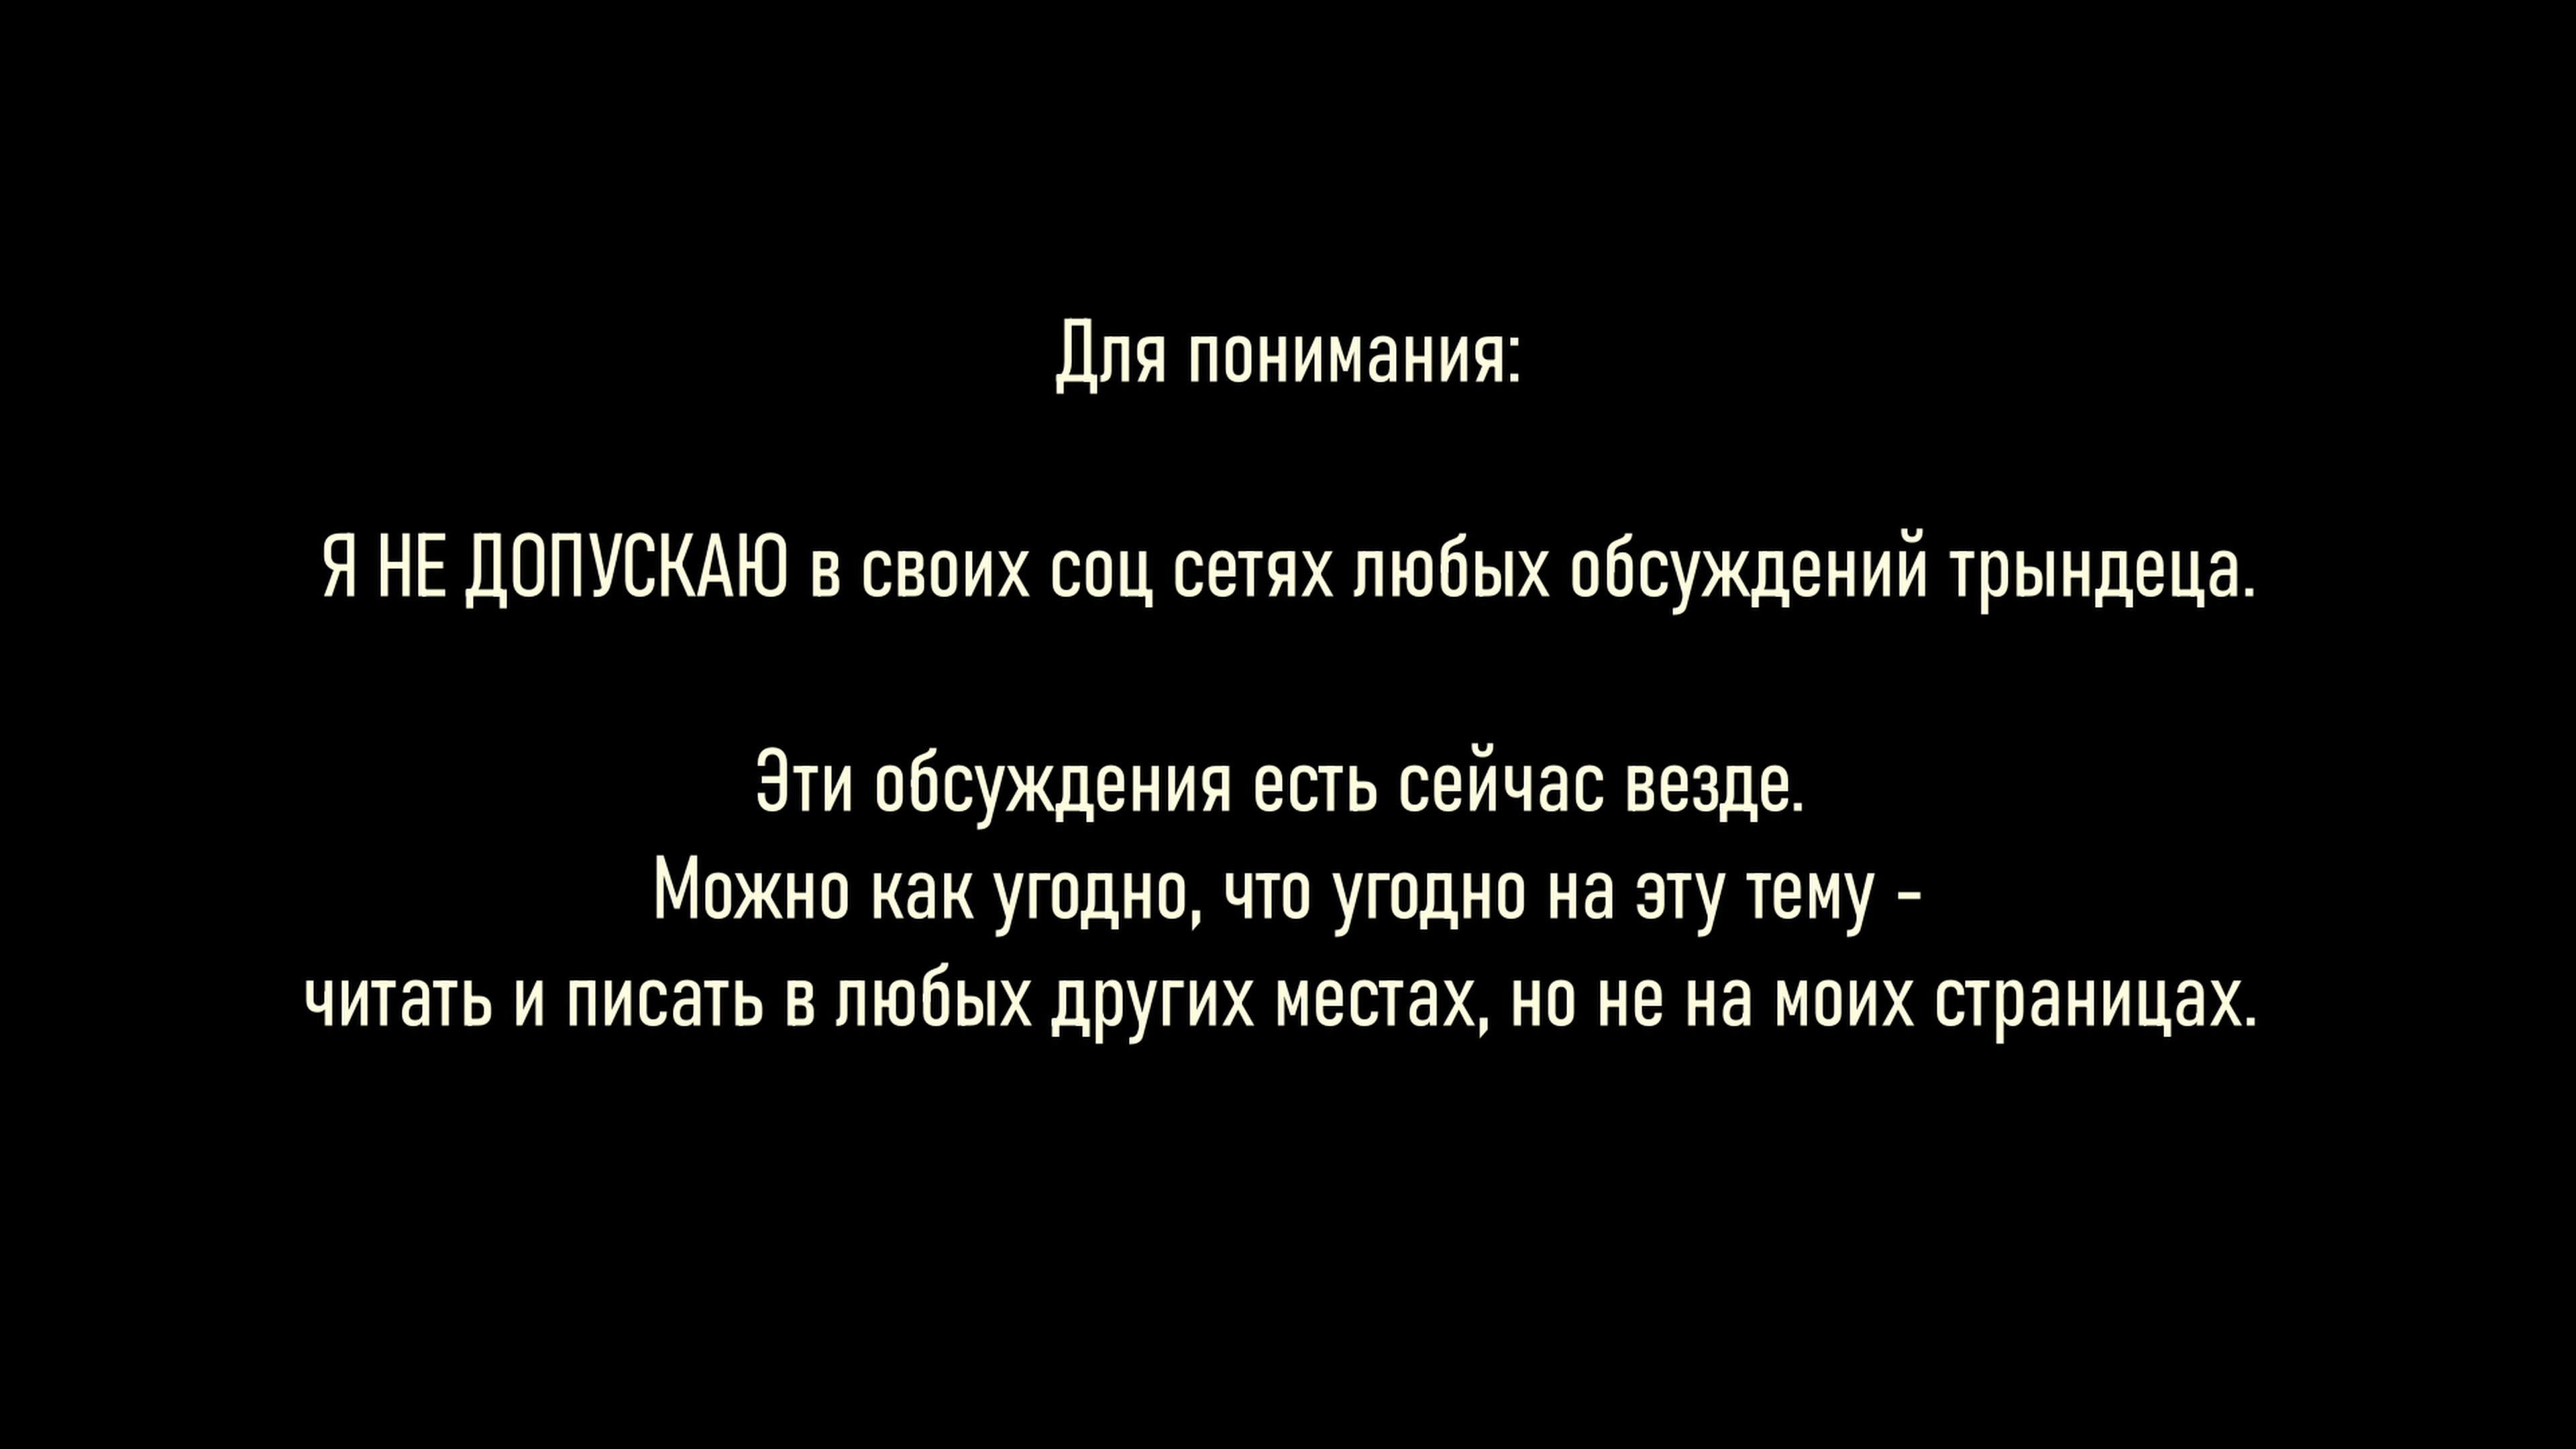 Для понимания:
Я НЕ ДОПУСКАЮ в своих соц сетях любых обсуждений трындеца.
Эти обсуждения есть сейчас везде.
Можно как угодно, что угодно на эту тему -
читать и писать в любых других местах, но не на моих страницах.